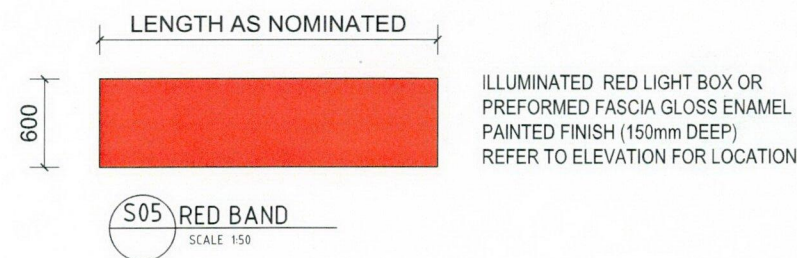 LENGTH AS NOMINATED
600
ILLUMINATED RED LIGHT BOX OR
PREFORMED FASCIA GLOSS ENAMEL
PAINTED FINISH (150mm DEEP)
REFER TO ELEVATION FOR LOCATION
S05 RED BAND
SCALE 1:50